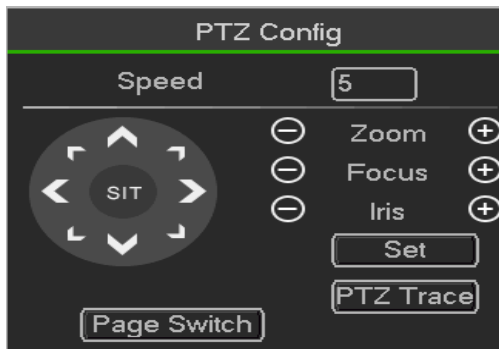 PTZ Config
Speed 5
Zoom
SIT Focus
Iris
Set
PTZ Trace
Page Switch